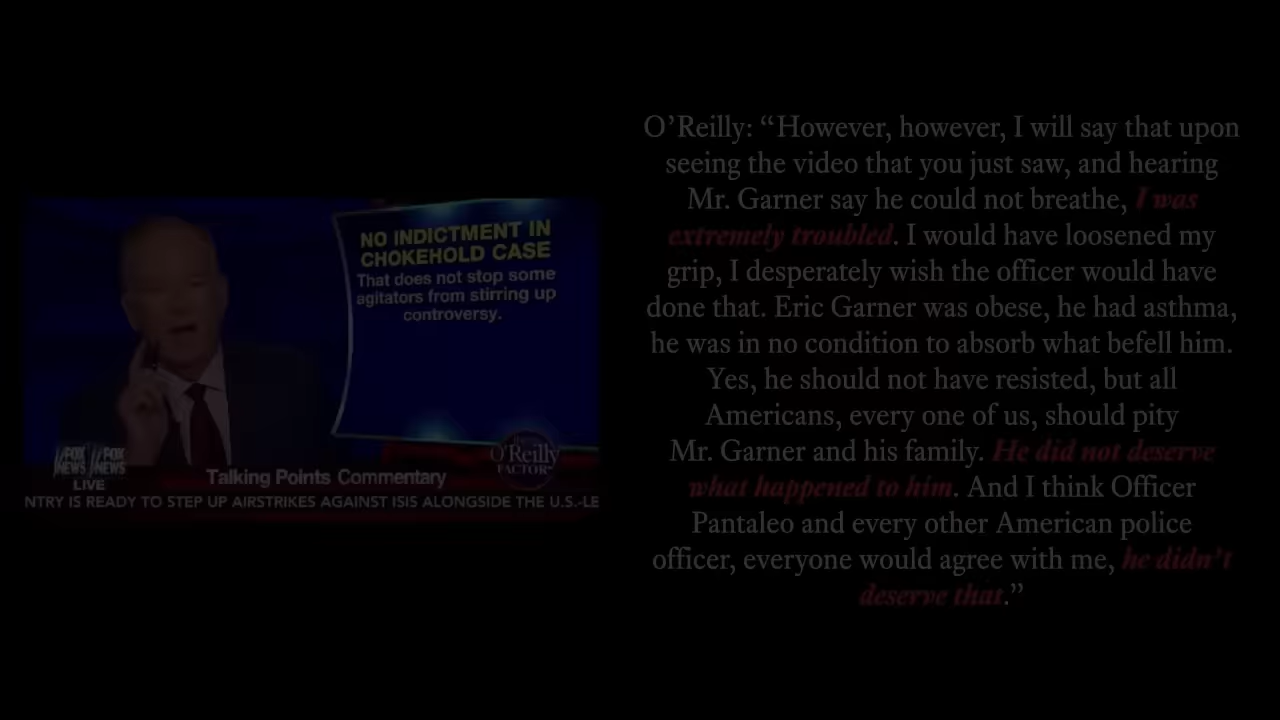 NO INDICTMENT IN
CHOKEHOLD CASE
That does not stop some
agitators from stirring up
controversy.
FOX NEWS
FOX NEWS
LIVE
Talking Points Commentary
the
O'Reilly
FACTOR
NTRY IS READY TO STEP UP AIRSTRIKES AGAINST ISIS ALONGSIDE THE U.S.-LE
O’Reilly: “However, however, I will say that upon
seeing the video that you just saw, and hearing
Mr. Garner say he could not breathe, I was
extremely troubled. I would have loosened my
grip, I desperately wish the officer would have
done that. Eric Garner was obese, he had asthma,
he was in no condition to absorb what befell him.
Yes, he should not have resisted, but all
Americans, every one of us, should pity
Mr. Garner and his family. He did not deserve
what happened to him. And I think Officer
Pantaleo and every other American police
officer, everyone would agree with me, he didn’t
deserve that.”